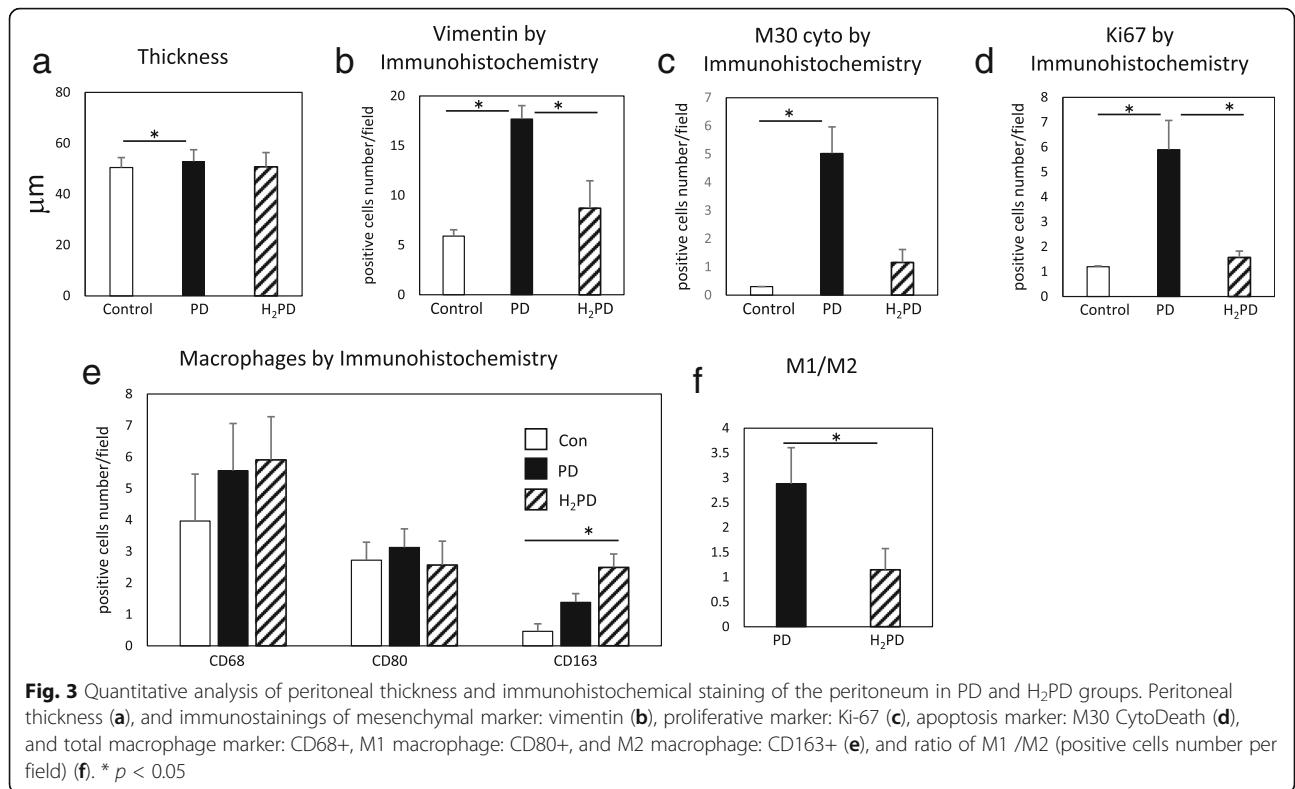 a
Thickness
μm
80
60
40
20
0
*
Control PD H₂PD
b
Vimentin by
Immunohistochemistry
positive cells number/field
20
15
10
5
0
* *
Control PD H₂PD
c
M30 cyto by
Immunohistochemistry
positive cells number/field
7
6
5
4
3
2
1
0
*
Control PD H₂PD
d
Ki67 by
Immunohistochemistry
positive cells number/field
8
7
6
5
4
3
2
1
0
* *
Control PD H₂PD
e
Macrophages by Immunohistochemistry
positive cells number/field
8
7
6
5
4
3
2
1
0
Con
PD
H₂PD
*
CD68 CD80 CD163
f
M1/M2
4
3.5
3
2.5
2
1.5
1
0.5
0
*
PD H₂PD
Fig. 3 Quantitative analysis of peritoneal thickness and immunohistochemical staining of the peritoneum in PD and H₂PD groups. Peritoneal
thickness (a), and immunostainings of mesenchymal marker: vimentin (b), proliferative marker: Ki-67 (c), apoptosis marker: M30 CytoDeath (d),
and total macrophage marker: CD68+, M1 macrophage: CD80+, and M2 macrophage: CD163+ (e), and ratio of M1 /M2 (positive cells number per
field) (f). * p < 0.05